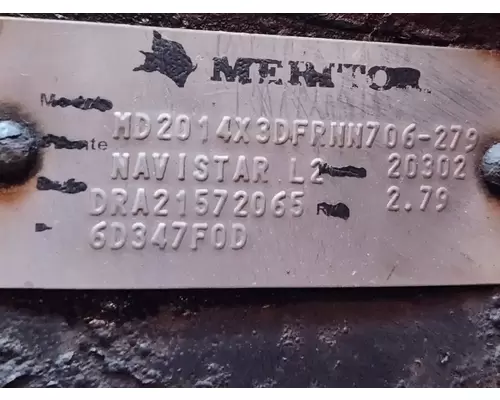 MERITOR
MD2014X3DFRNN706-279
NAVISTAR L2 20302
DRA21572065 2.79
6D347F0D